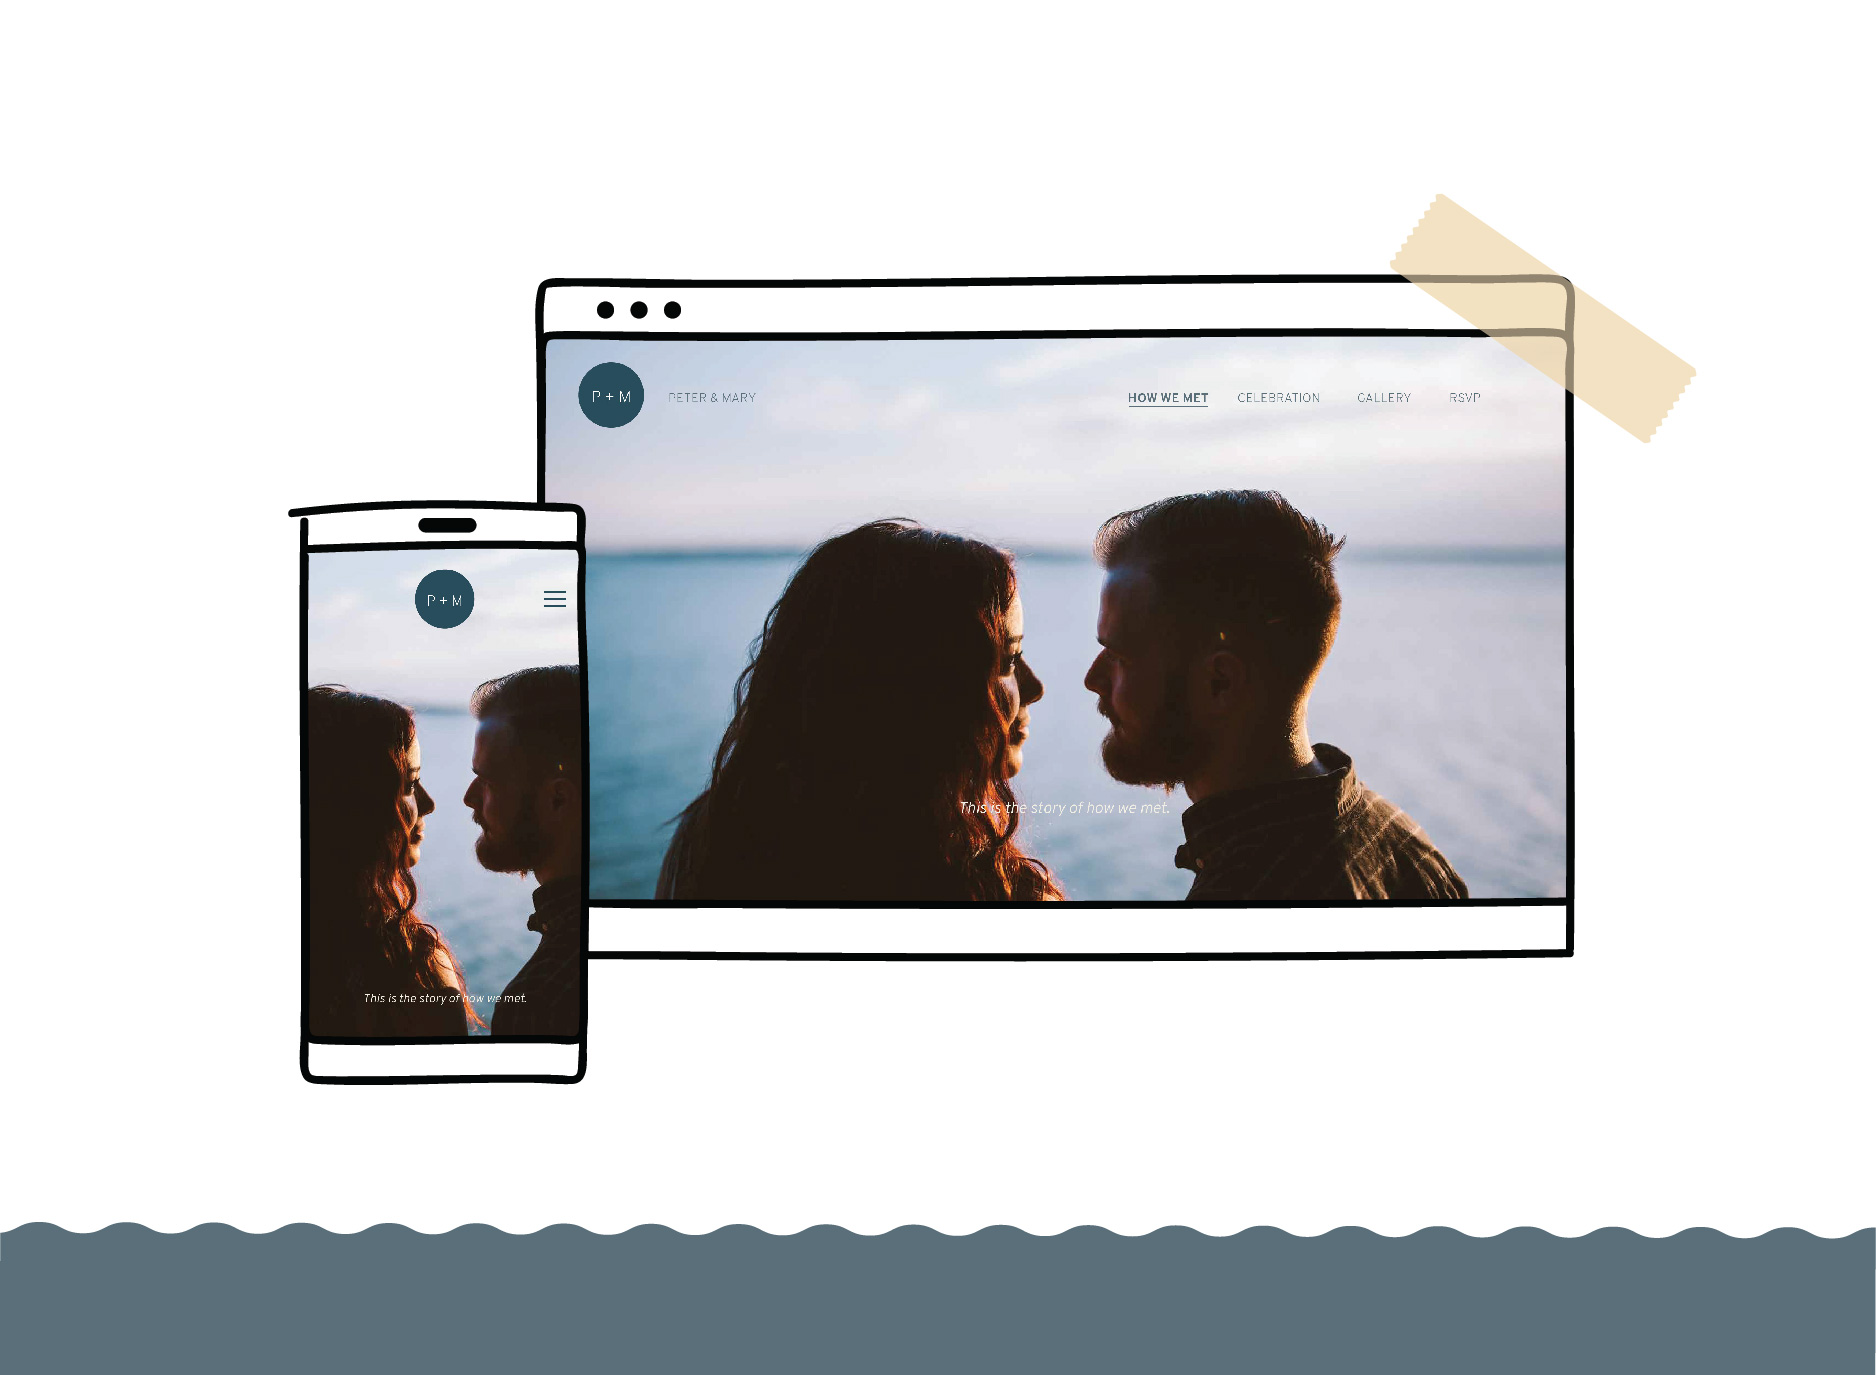 P + M
PETER & MARY
HOW WE MET
CELEBRATION
GALLERY
RSVP
This is the story of how we met.
P + M
This is the story of how we met.